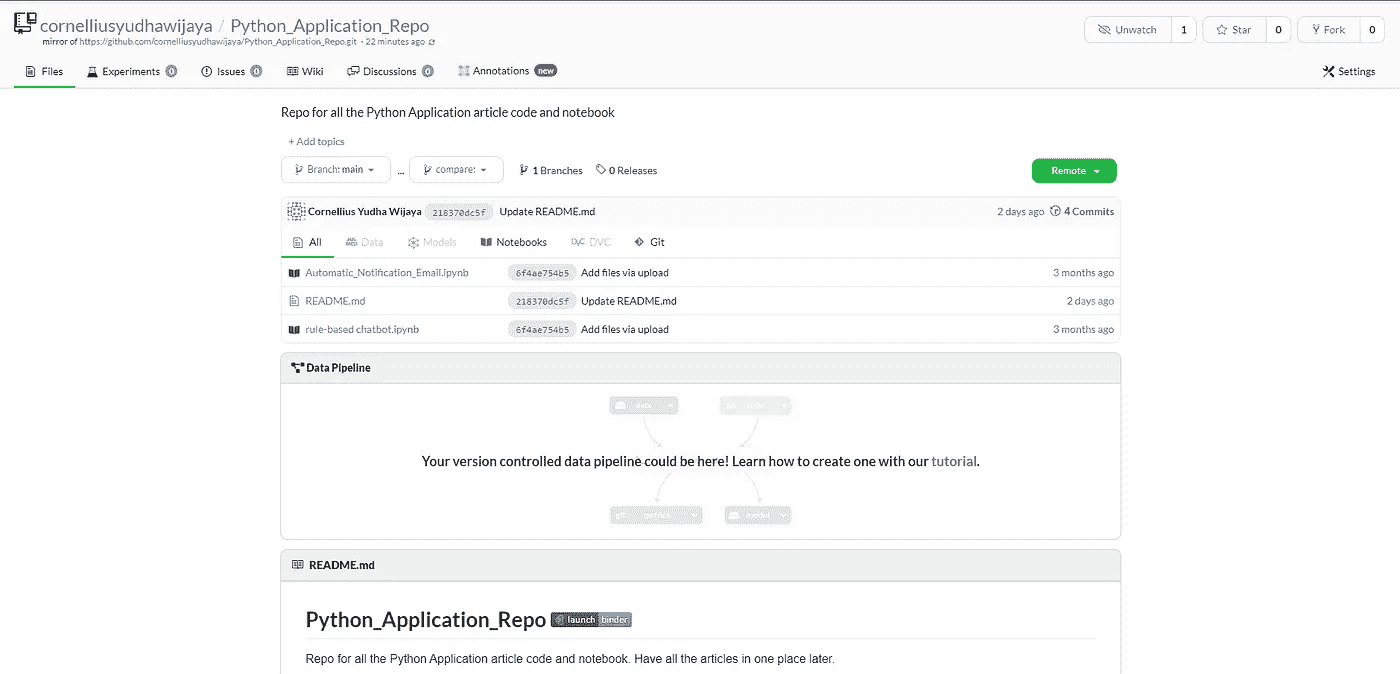 cornelliusyudhawijaya / Python_Application_Repo Unwatch 1 Star 0 Fork 0
mirror of https://github.com/cornelliusyudhawijaya/Python_Application_Repo.git - 22 minutes ago
Files Experiments 0 Issues 0 Wiki Discussions 0 Annotations new Settings
Repo for all the Python Application article code and notebook
+ Add topics
Branch: main ... compare: 1 Branches 0 Releases Remote
Cornellius Yudha Wijaya 218370dc5f Update README.md 2 days ago 4 Commits
All Data Models Notebooks DVC DVC Git
Automatic_Notification_Email.ipynb 6f4ae754b5 Add files via upload 3 months ago
README.md 218370dc5f Update README.md 2 days ago
rule-based chatbot.ipynb 6f4ae754b5 Add files via upload 3 months ago
Data Pipeline
data code
Your version controlled data pipeline could be here! Learn how to create one with our tutorial.
git metrics model
README.md
Python_Application_Repo launch binder
Repo for all the Python Application article code and notebook. Have all the articles in one place later.